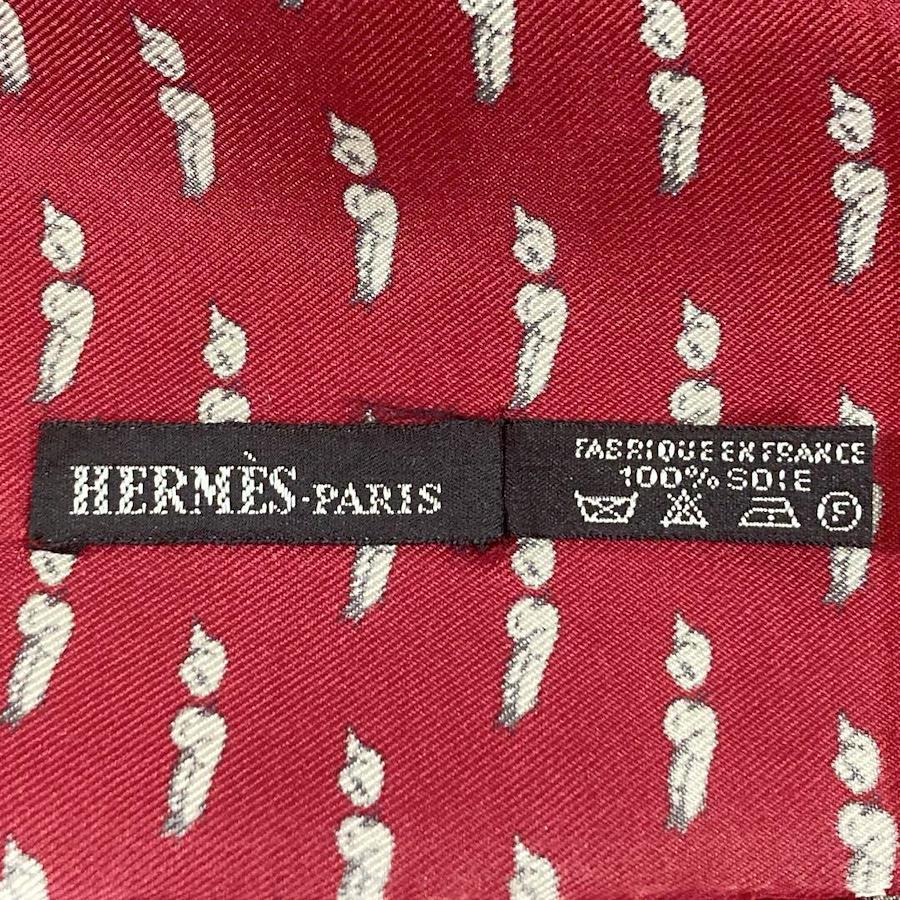 HERMÈS-PARIS
FABRIQUE EN FRANCE
100% SOIE
F